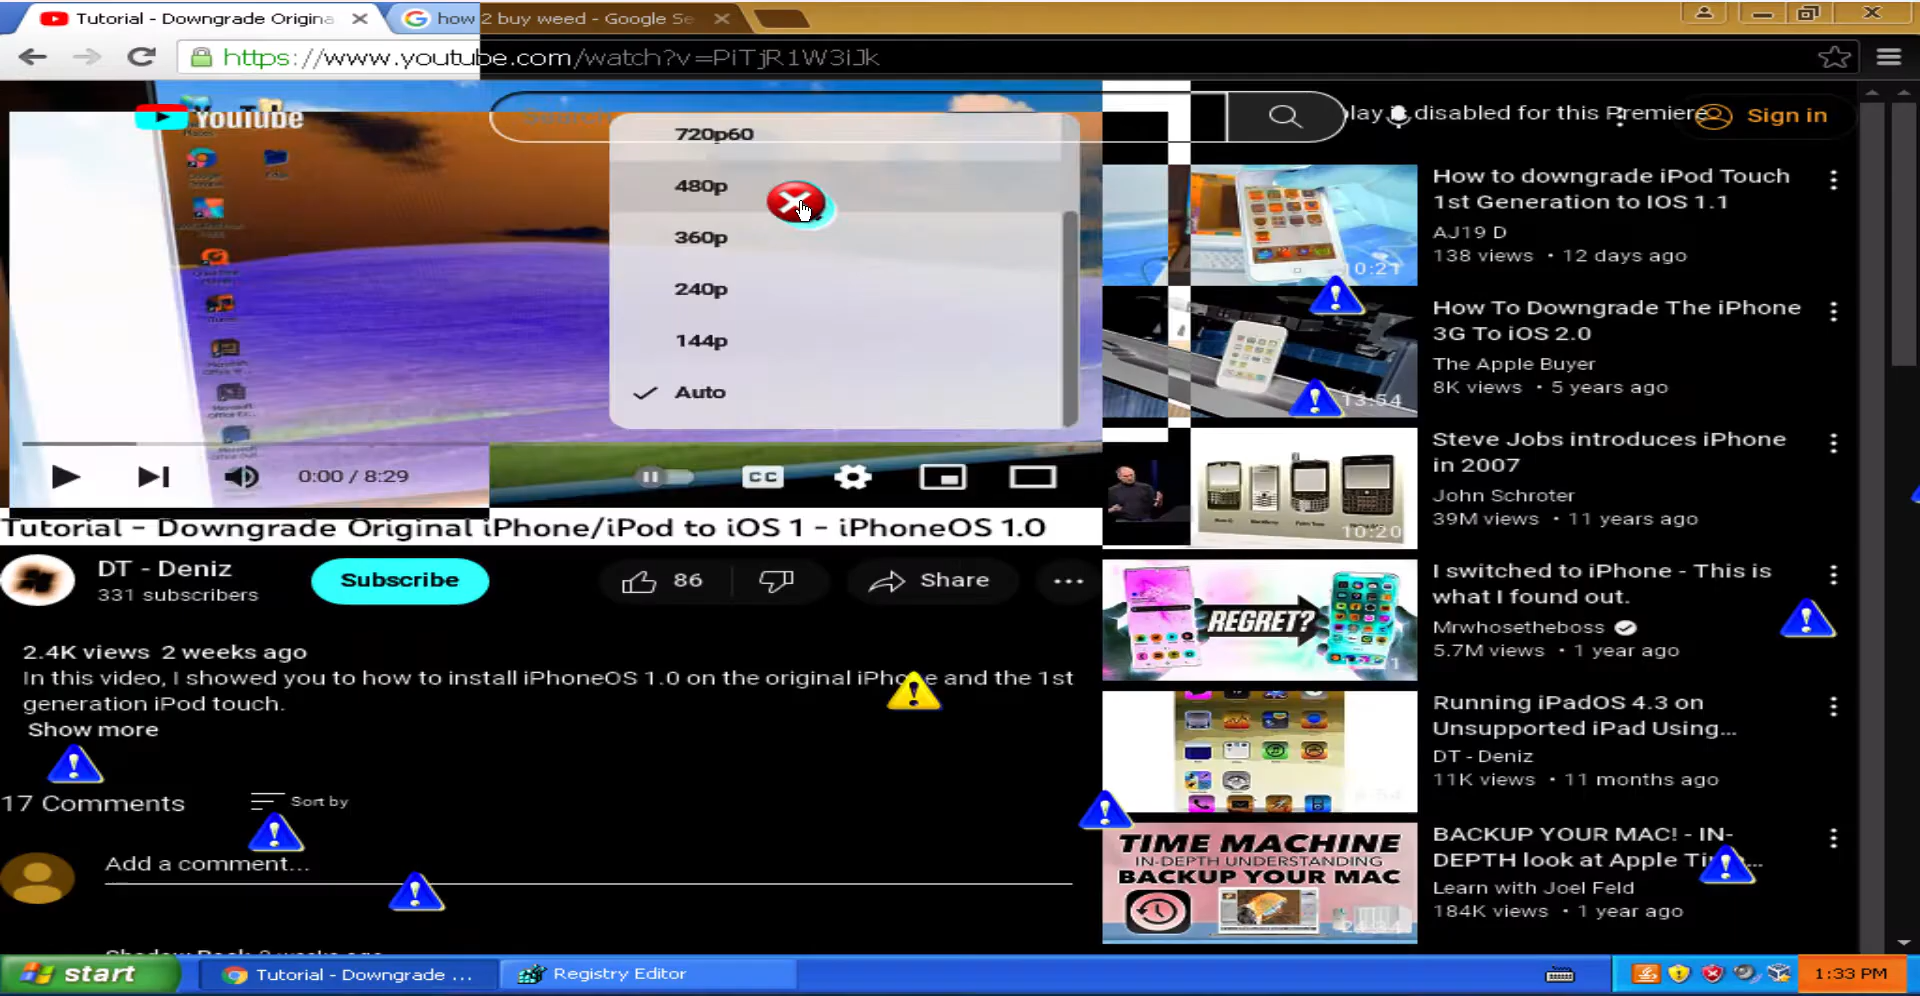 Tutorial - Downgrade Origina
how 2 buy weed - Google Se
https://www.youtube.com/watch?v=PiTjR1W3iJk
YouTube
Search
play is disabled for this Premiere
Sign in
720p60
480p
360p
240p
144p
Auto
0:00 / 8:29
CC
Tutorial - Downgrade Original iPhone/iPod to iOS 1 - iPhoneOS 1.0
DT - Deniz
331 subscribers
Subscribe
86
Share
2.4K views 2 weeks ago
In this video, I showed you to how to install iPhoneOS 1.0 on the original iPhone and the 1st
generation iPod touch.
Show more
17 Comments
Sort by
Add a comment...
How to downgrade iPod Touch
1st Generation to IOS 1.1
AJ19 D
138 views • 12 days ago
10:21
How To Downgrade The iPhone
3G To iOS 2.0
The Apple Buyer
8K views • 5 years ago
13:54
Steve Jobs introduces iPhone
in 2007
John Schroter
39M views • 11 years ago
10:20
REGRET?
I switched to iPhone - This is
what I found out.
Mrwhosetheboss
5.7M views • 1 year ago
Running iPadOS 4.3 on
Unsupported iPad Using...
DT - Deniz
11K views • 11 months ago
TIME MACHINE
IN-DEPTH UNDERSTANDING
BACKUP YOUR MAC
BACKUP YOUR MAC! - IN-
DEPTH look at Apple Ti...
Learn with Joel Feld
184K views • 1 year ago
start
Tutorial - Downgrade ...
Registry Editor
1:33 PM